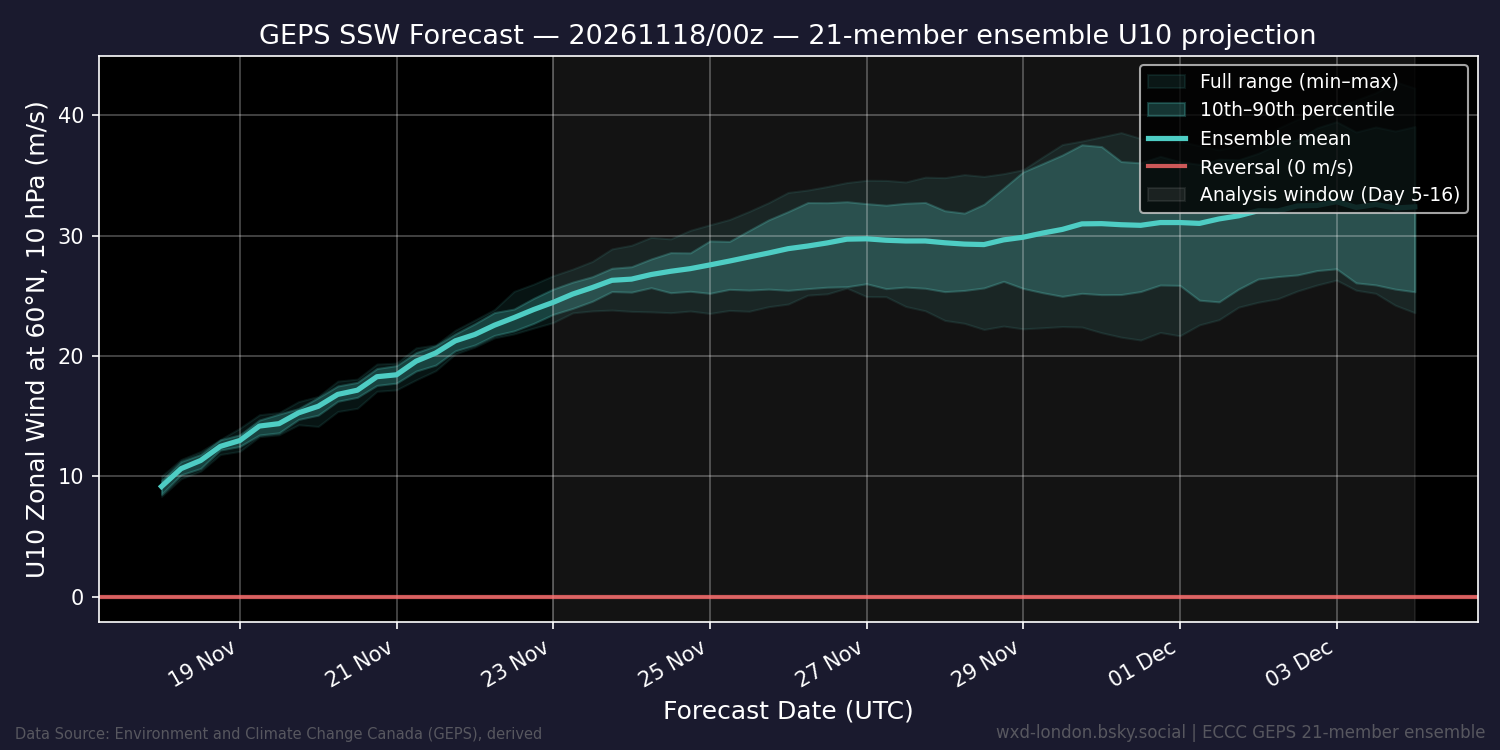 GEPS SSW Forecast — 20261118/00z — 21-member ensemble U10 projection
Full range (min–max)
10th–90th percentile
Ensemble mean
Reversal (0 m/s)
Analysis window (Day 5-16)
U10 Zonal Wind at 60°N, 10 hPa (m/s)
40
30
20
10
0
19 Nov
21 Nov
23 Nov
25 Nov
27 Nov
29 Nov
01 Dec
03 Dec
Forecast Date (UTC)
Data Source: Environment and Climate Change Canada (GEPS), derived
wxd-london.bsky.social | ECCC GEPS 21-member ensemble